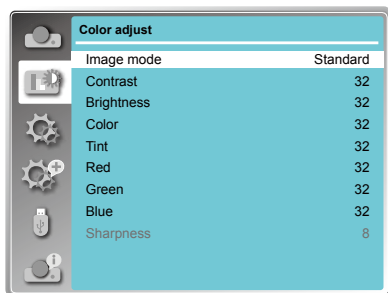 Color adjust
Image mode Standard
Contrast 32
Brightness 32
Color 32
Tint 32
Red 32
Green 32
Blue 32
Sharpness 8